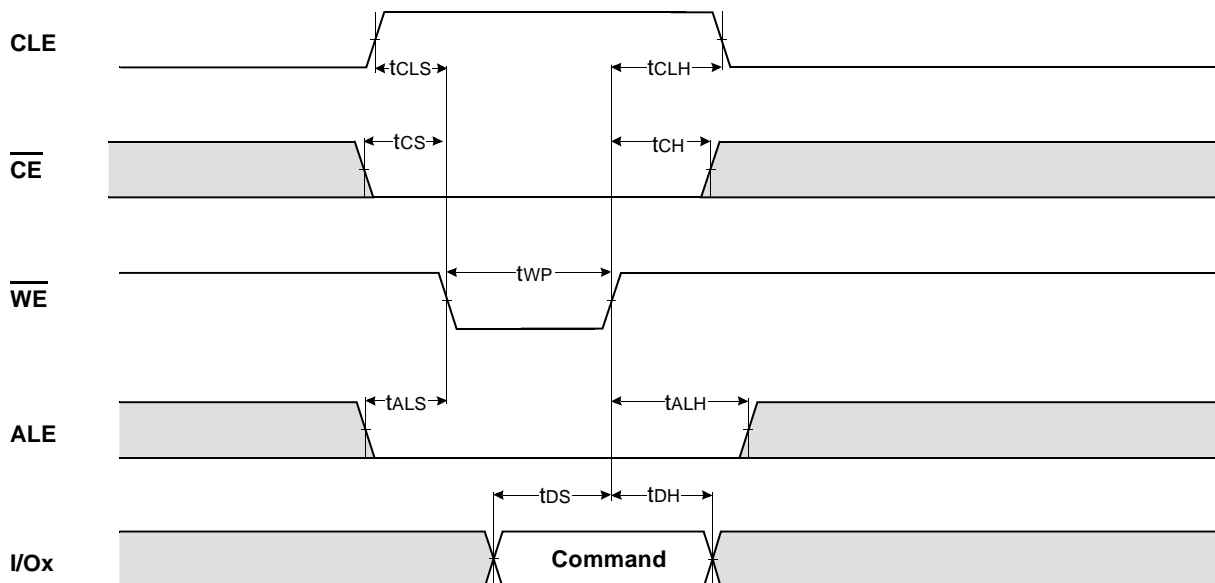 CLE
tCLS
tCLH
CE
tCS
tCH
WE
tWP
ALE
tALS
tALH
I/Ox
tDS
tDH
Command